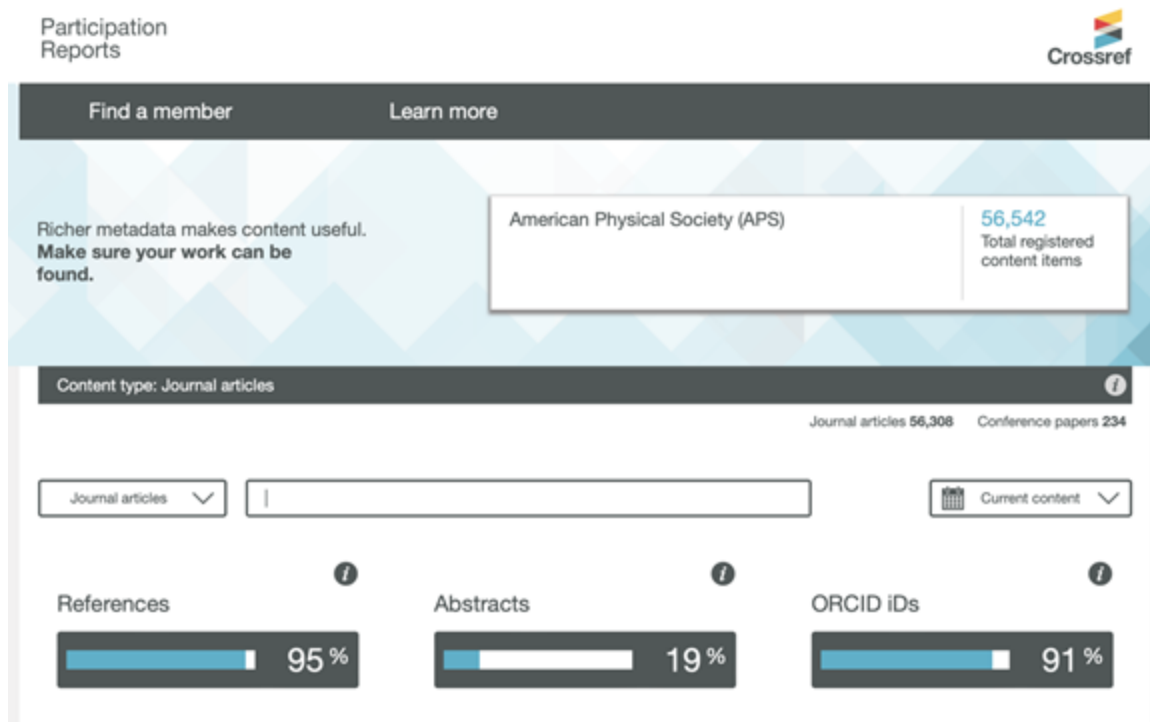 Participation
Reports
Crossref
Find a member
Learn more
Richer metadata makes content useful.
Make sure your work can be
found.
American Physical Society (APS)
56,542
Total registered
content items
Content type: Journal articles
i
Journal articles 56,308
Conference papers 234
Journal articles
Current content
i
i
i
References
Abstracts
ORCID iDs
95 %
19 %
91 %